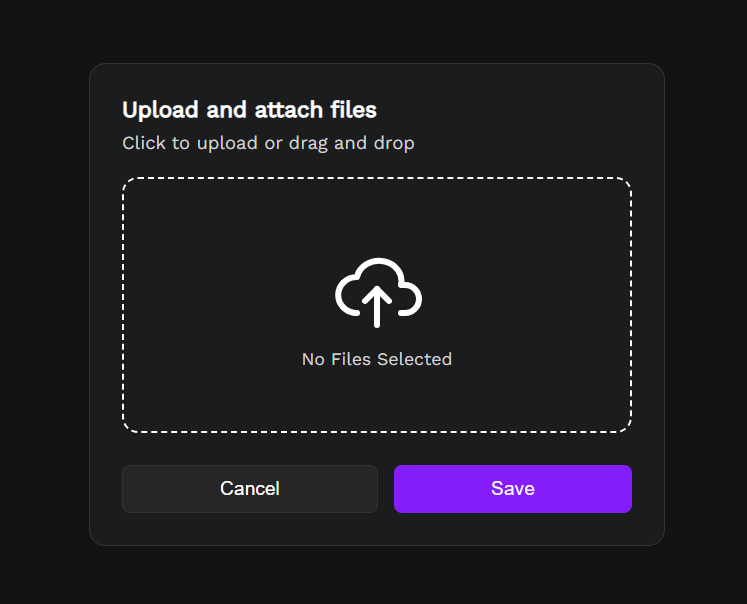 Upload and attach files
Click to upload or drag and drop
No Files Selected
Cancel
Save